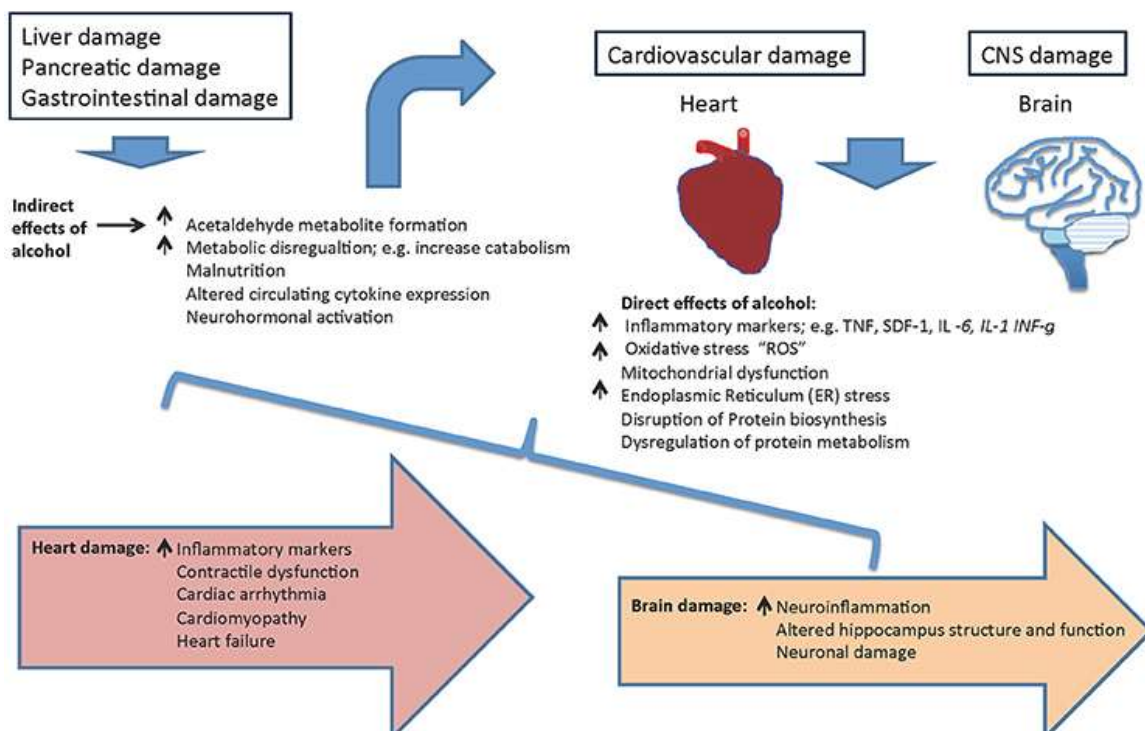 Liver damage
Pancreatic damage
Gastrointestinal damage
Cardiovascular damage
CNS damage
Heart
Brain
Indirect
effects of
alcohol
Acetaldehyde metabolite formation
Metabolic disregualtion; e.g. increase catabolism
Malnutrition
Altered circulating cytokine expression
Neurohormonal activation
Direct effects of alcohol:
Inflammatory markers; e.g. TNF, SDF-1, IL -6, IL-1 INF-g
Oxidative stress "ROS"
Mitochondrial dysfunction
Endoplasmic Reticulum (ER) stress
Disruption of Protein biosynthesis
Dysregulation of protein metabolism
Heart damage: Inflammatory markers
Contractile dysfunction
Cardiac arrhythmia
Cardiomyopathy
Heart failure
Brain damage: Neuroinflammation
Altered hippocampus structure and function
Neuronal damage